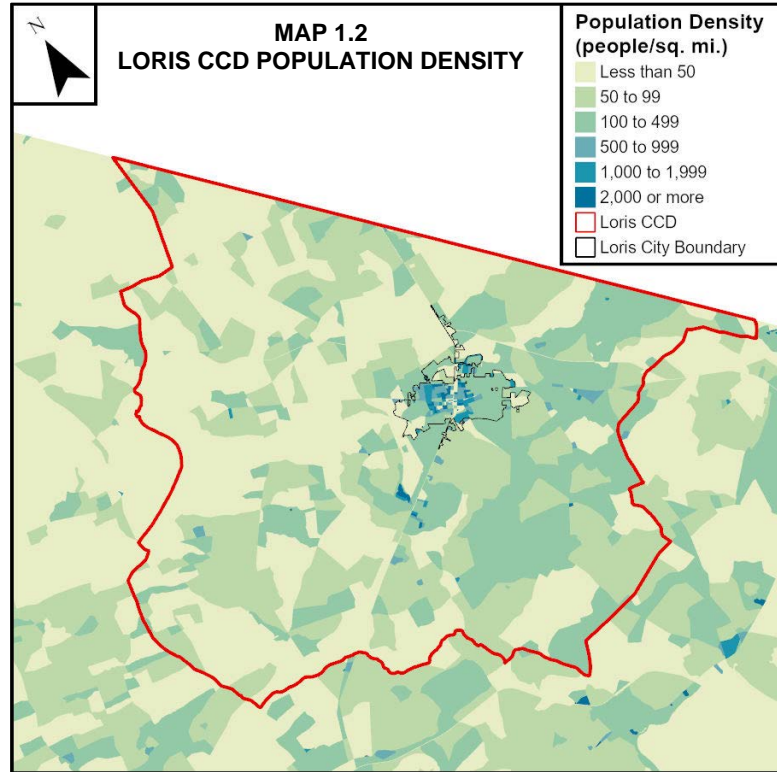 N
MAP 1.2
LORIS CCD POPULATION DENSITY
Population Density
(people/sq. mi.)
Less than 50
50 to 99
100 to 499
500 to 999
1,000 to 1,999
2,000 or more
Loris CCD
Loris City Boundary